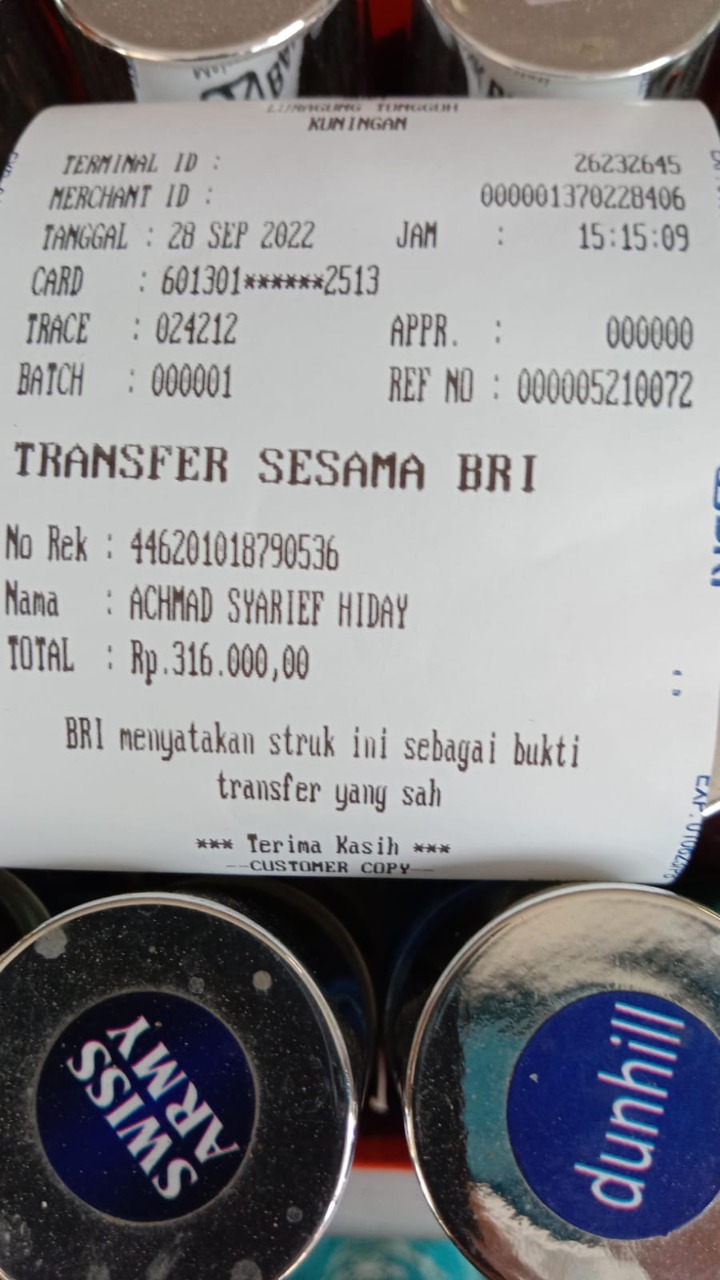 KUNINGAN
TERMINAL ID : 26232645
MERCHANT ID : 000001370228406
TANGGAL : 28 SEP 2022 JAM : 15:15:09
CARD : 601301******2513
TRACE : 024212 APPR. : 000000
BATCH : 000001 REF NO : 000005210072
TRANSFER SESAMA BRI
No Rek : 446201018790536
Nama : ACHMAD SYARIEF HIDAY
TOTAL : Rp.316.000,00
BRI menyatakan struk ini sebagai bukti
transfer yang sah
*** Terima Kasih ***
--CUSTOMER COPY--
SWISS
ARMY
dunhill